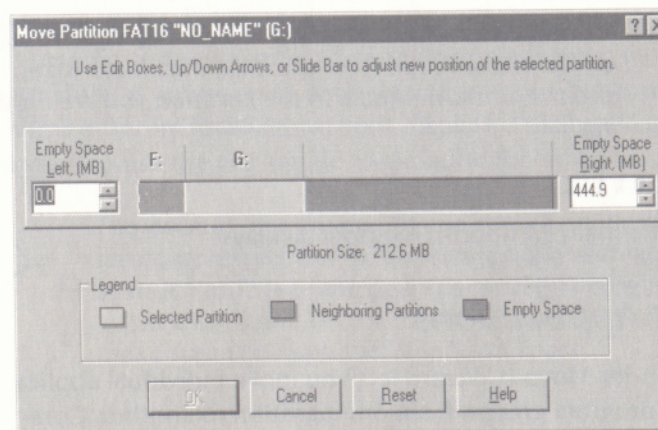 Move Partition FAT16 "NO_NAME" (G:)
Use Edit Boxes, Up/Down Arrows, or Slide Bar to adjust new position of the selected partition.
Empty Space
Left, (MB)
0.0
F:
G:
Empty Space
Right, (MB)
444.9
Partition Size: 212.6 MB
Legend
Selected Partition
Neighboring Partitions
Empty Space
OK
Cancel
Reset
Help